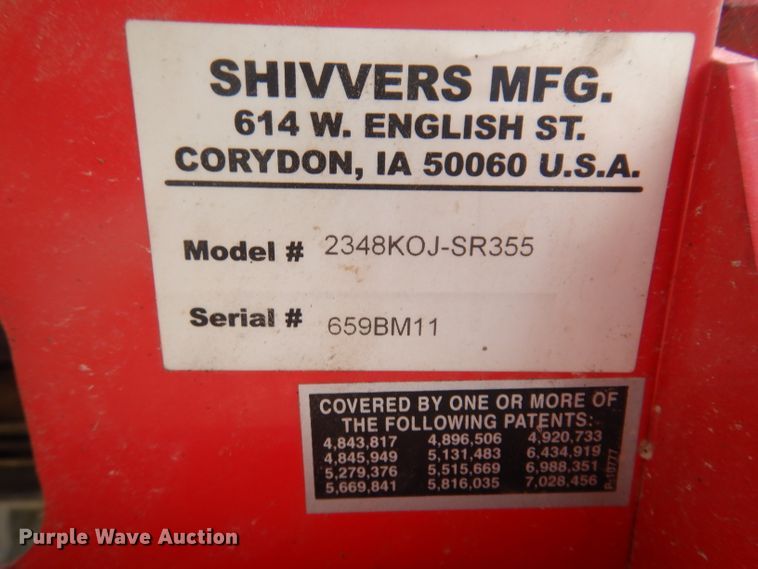 SHIVVERS MFG.
614 W. ENGLISH ST.
CORYDON, IA 50060 U.S.A.
Model # 2348KOJ-SR355
Serial # 659BM11
COVERED BY ONE OR MORE OF
THE FOLLOWING PATENTS:
4,843,817 4,896,506 4,920,733
4,845,949 5,131,483 6,434,919
5,279,376 5,515,669 6,988,351
5,669,841 5,816,035 7,028,456
P-10777
Purple Wave Auction